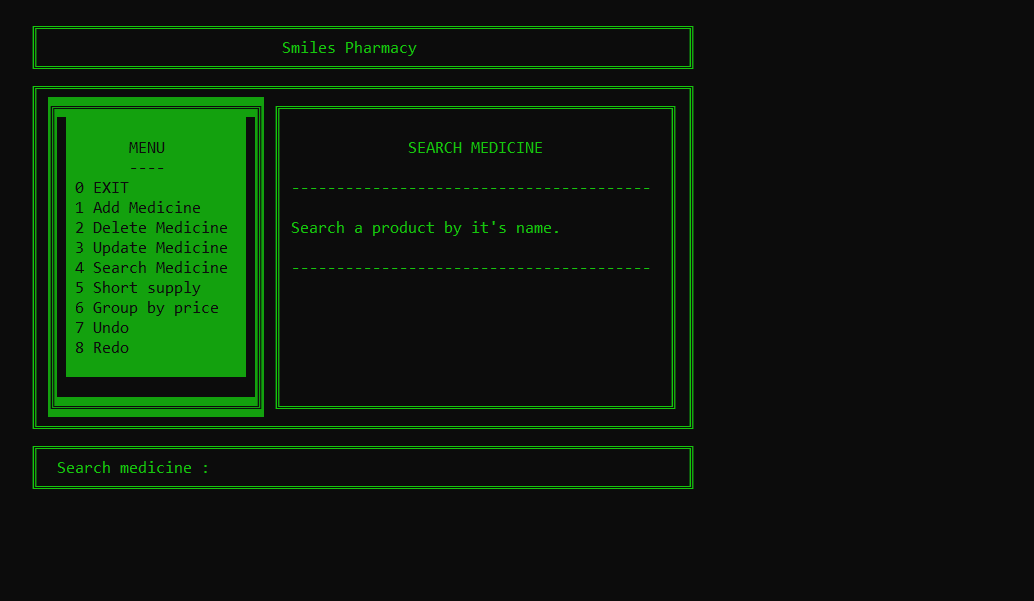 Smiles Pharmacy
MENU
----
0 EXIT
1 Add Medicine
2 Delete Medicine
3 Update Medicine
4 Search Medicine
5 Short supply
6 Group by price
7 Undo
8 Redo
SEARCH MEDICINE
----------------------------------------
Search a product by it's name.
----------------------------------------
Search medicine :